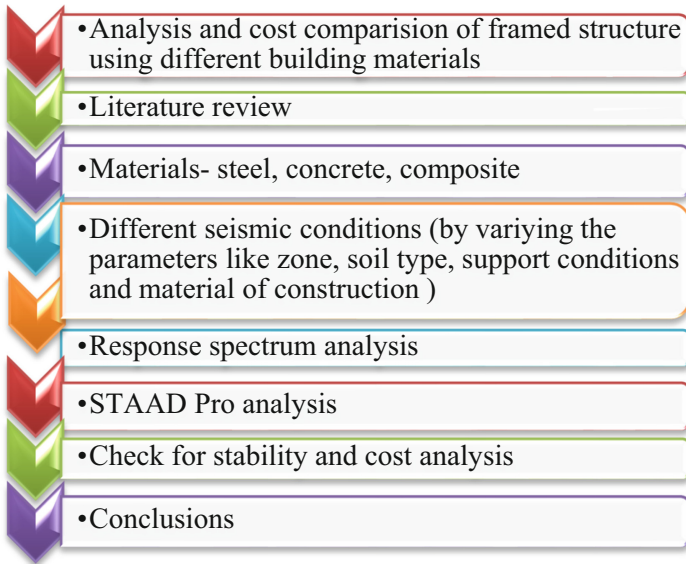 •Analysis and cost comparision of framed structure
using different building materials
•Literature review
•Materials- steel, concrete, composite
•Different seismic conditions (by variying the
parameters like zone, soil type, support conditions
and material of construction )
•Response spectrum analysis
•STAAD Pro analysis
•Check for stability and cost analysis
•Conclusions